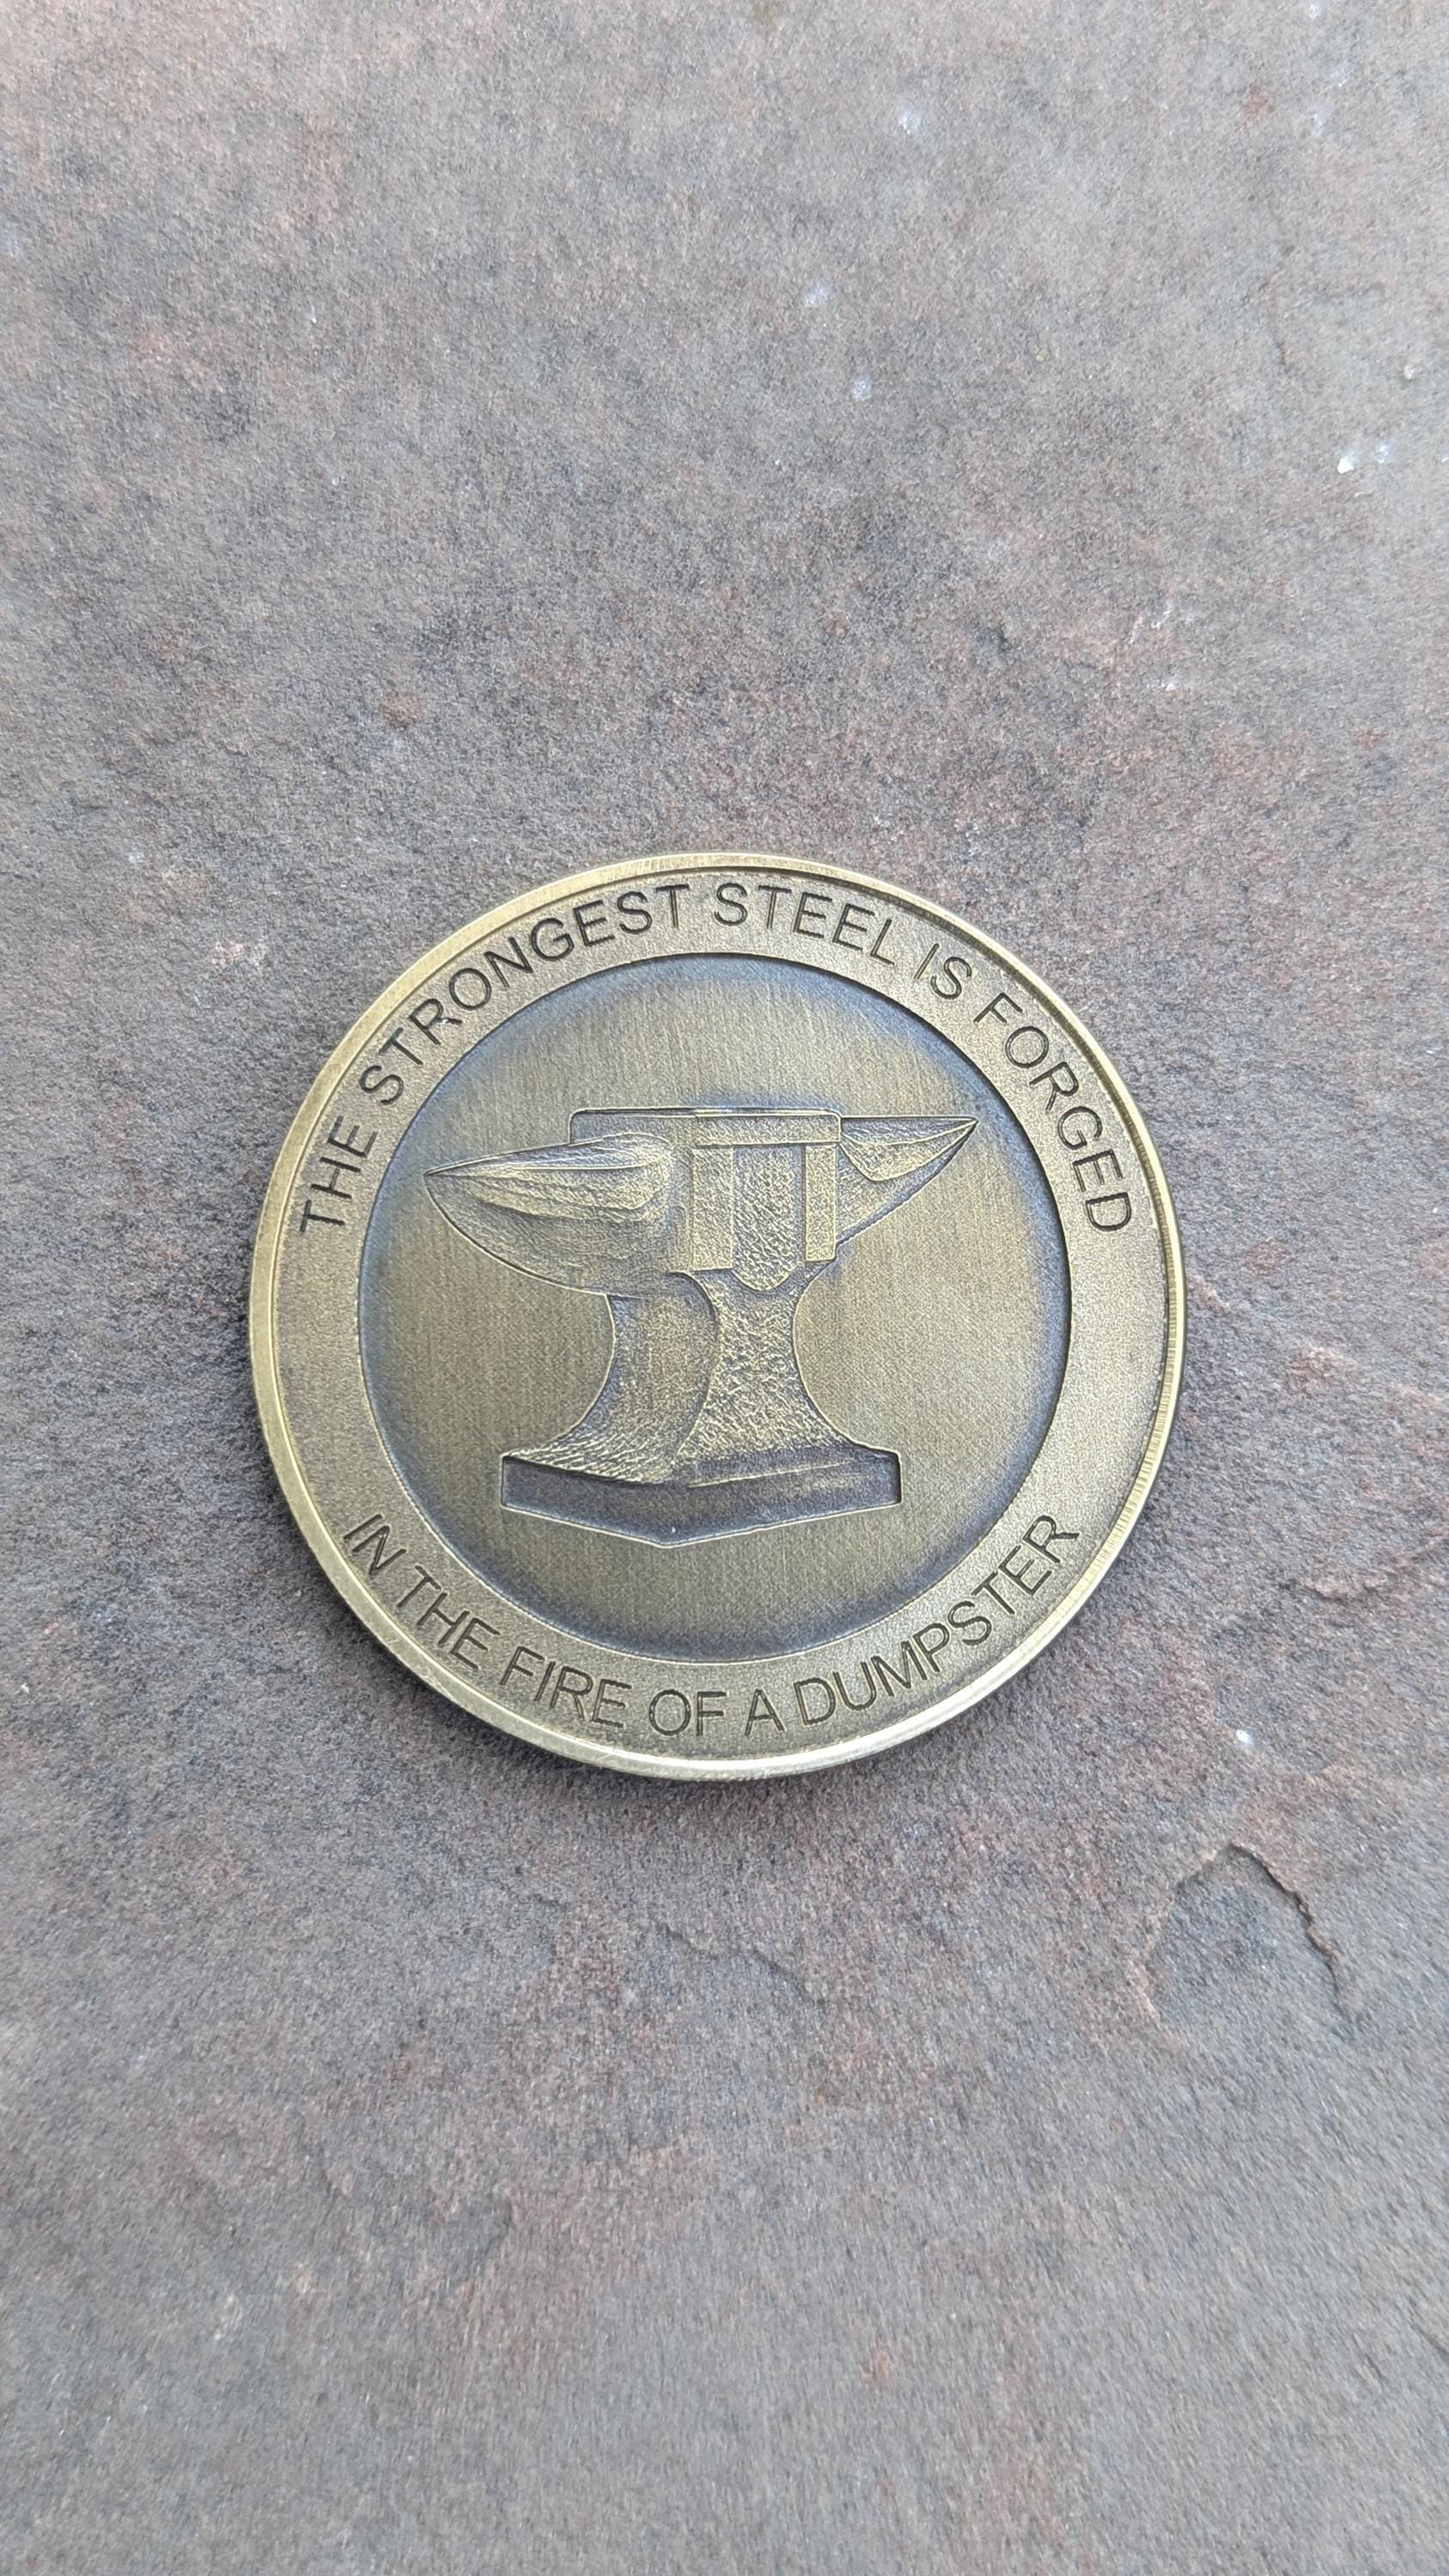 THE STRONGEST STEEL IS FORGED
IN THE FIRE OF A DUMPSTER